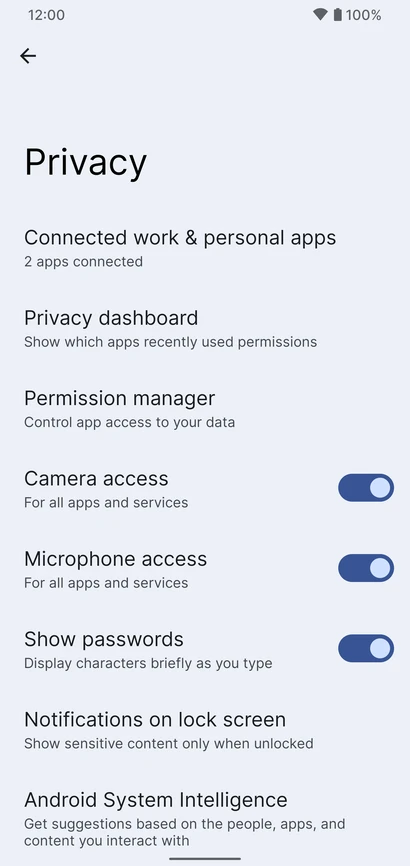 12:00
100%
Privacy
Connected work & personal apps
2 apps connected
Privacy dashboard
Show which apps recently used permissions
Permission manager
Control app access to your data
Camera access
For all apps and services
Microphone access
For all apps and services
Show passwords
Display characters briefly as you type
Notifications on lock screen
Show sensitive content only when unlocked
Android System Intelligence
Get suggestions based on the people, apps, and
content you interact with